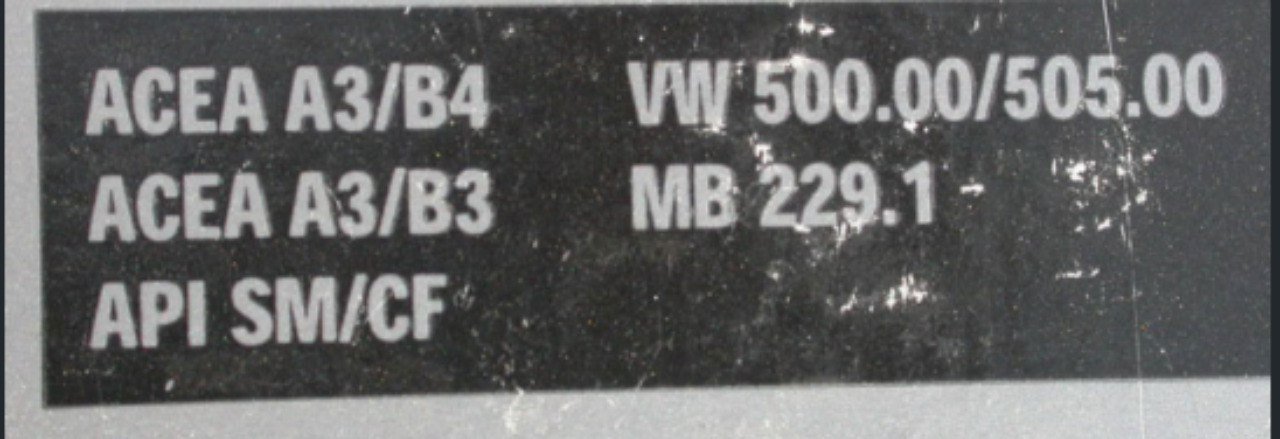 ACEA A3/B4 VW 500.00/505.00
ACEA A3/B3 MB 229.1
API SM/CF